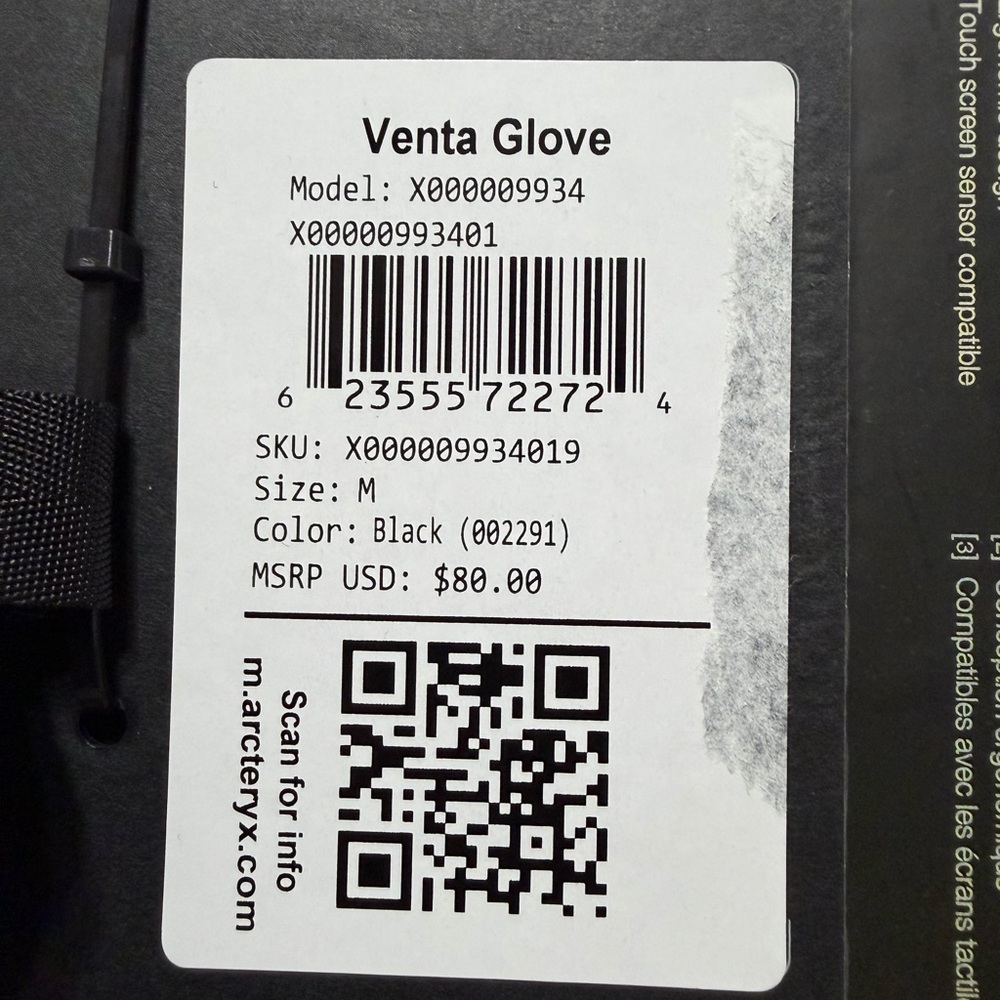 Venta Glove
Model: X000009934
X00000993401
6 23555 72272 4
SKU: X000009934019
Size: M
Color: Black (002291)
MSRP USD: $80.00
Scan for info
m.arcteryx.com
Touch screen sensor compatible
[3] Compatibles avec les écrans